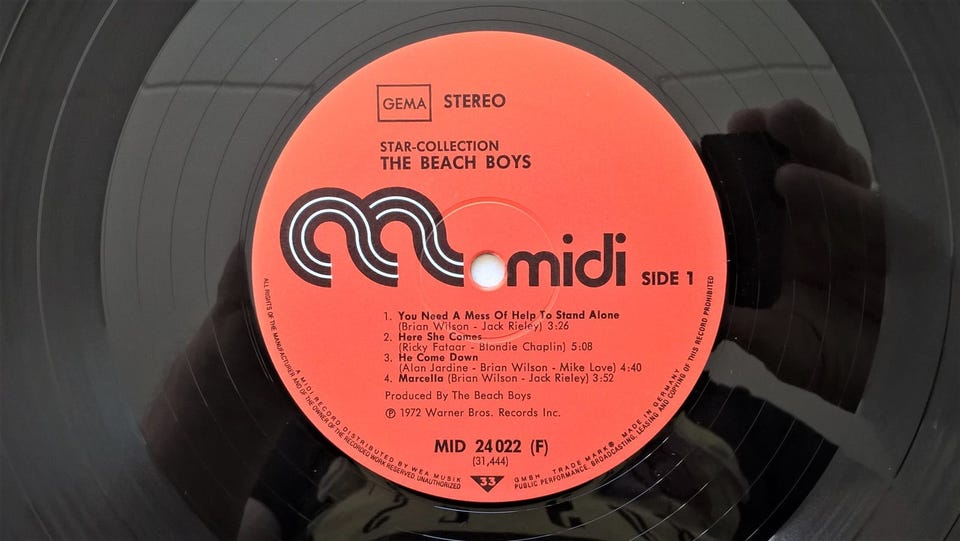 GEMA STEREO
STAR-COLLECTION
THE BEACH BOYS
midi SIDE 1
1. You Need A Mess Of Help To Stand Alone
(Brian Wilson - Jack Rieley) 3:26
2. Here She Comes
(Ricky Fataar - Blondie Chaplin) 5:08
3. He Come Down
(Alan Jardine - Brian Wilson - Mike Love) 4:40
4. Marcella (Brian Wilson - Jack Rieley) 3:52
Produced By The Beach Boys
℗ 1972 Warner Bros. Records Inc.
MID 24 022 (F)
(31,444)
33
A MIDI RECORD DISTRIBUTED BY WEA MUSIK GMBH. TRADE MARK® MADE IN GERMANY
ALL RIGHTS OF THE MANUFACTURER AND OF THE OWNER OF THE RECORDED WORK RESERVED UNAUTHORIZED PUBLIC PERFORMANCE, BROADCASTING, LEASING AND COPYING OF THIS RECORD PROHIBITED